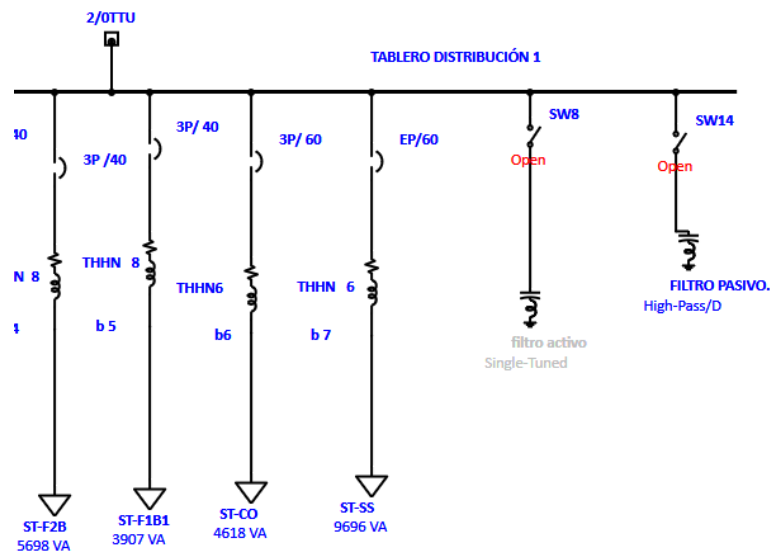 2/0TTU
TABLERO DISTRIBUCIÓN 1
40
3P /40
3P/ 40
3P/ 60
EP/60
SW8
Open
SW14
Open
N 8
THHN 8
THHN6
THHN 6
4
b 5
b6
b 7
filtro activo
Single-Tuned
FILTRO PASIVO.
High-Pass/D
ST-F2B
5698 VA
ST-F1B1
3907 VA
ST-CO
4618 VA
ST-SS
9696 VA